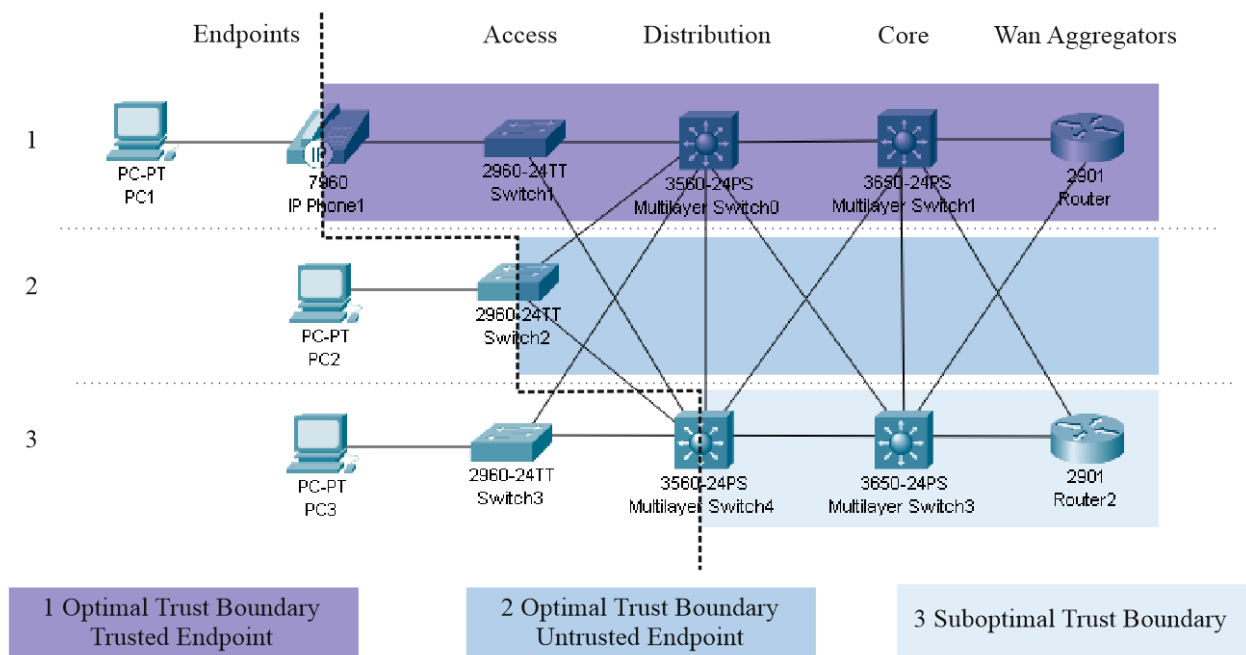 Endpoints
Access
Distribution
Core
Wan Aggregators
1
PC-PT
PC1
IP
7960
IP Phone1
2960-24TT
Switch1
3560-24PS
Multilayer Switch0
3650-24PS
Multilayer Switch1
2901
Router
2
PC-PT
PC2
2960-24TT
Switch2
3
PC-PT
PC3
2960-24TT
Switch3
3560-24PS
Multilayer Switch4
3650-24PS
Multilayer Switch3
2901
Router2
1 Optimal Trust Boundary
Trusted Endpoint
2 Optimal Trust Boundary
Untrusted Endpoint
3 Suboptimal Trust Boundary